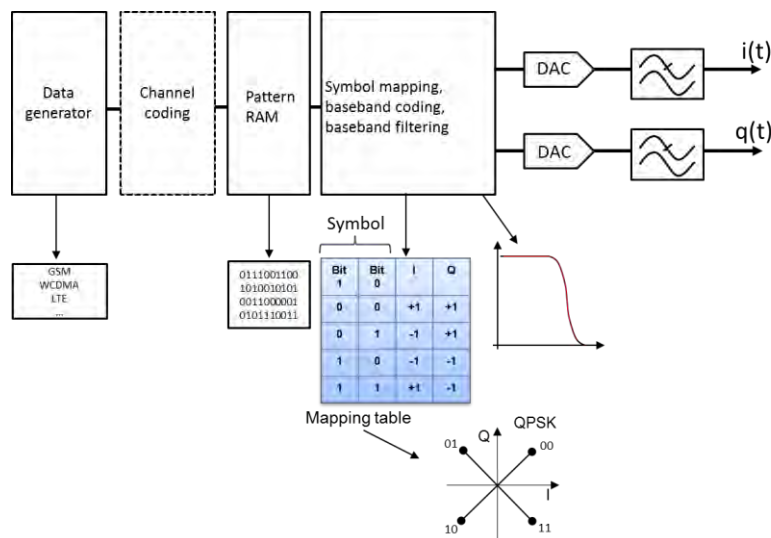 Data
generator
Channel
coding
Pattern
RAM
Symbol mapping,
baseband coding,
baseband filtering
DAC
i(t)
DAC
q(t)
GSM
WCDMA
LTE
...
0111001100
1010010101
0011000001
0101110011
Symbol
Bit 1 Bit 0 I Q
0 0 +1 +1
0 1 -1 +1
1 0 -1 -1
1 1 +1 -1
Mapping table
Q QPSK
01 00
I
10 11